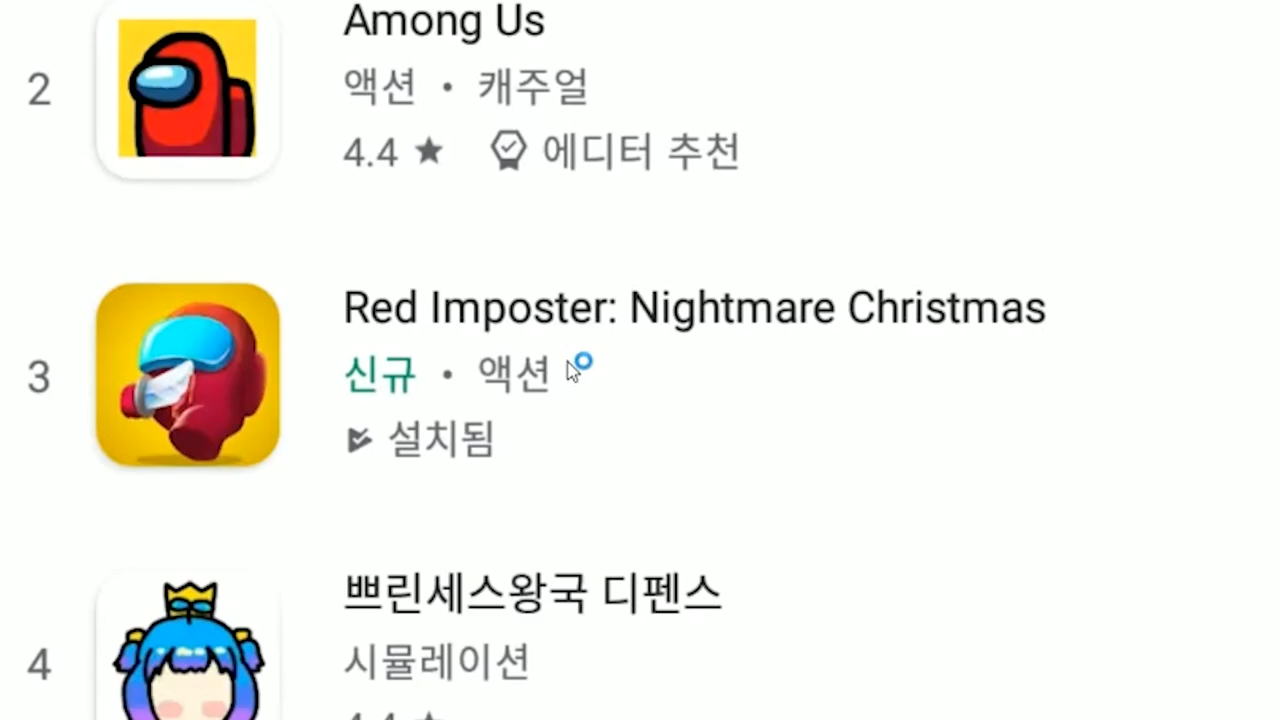 Among Us
2
액션 • 캐주얼
4.4 ★ 에디터 추천
Red Imposter: Nightmare Christmas
3
신규 • 액션
설치됨
쁘린세스왕국 디펜스
4
시뮬레이션